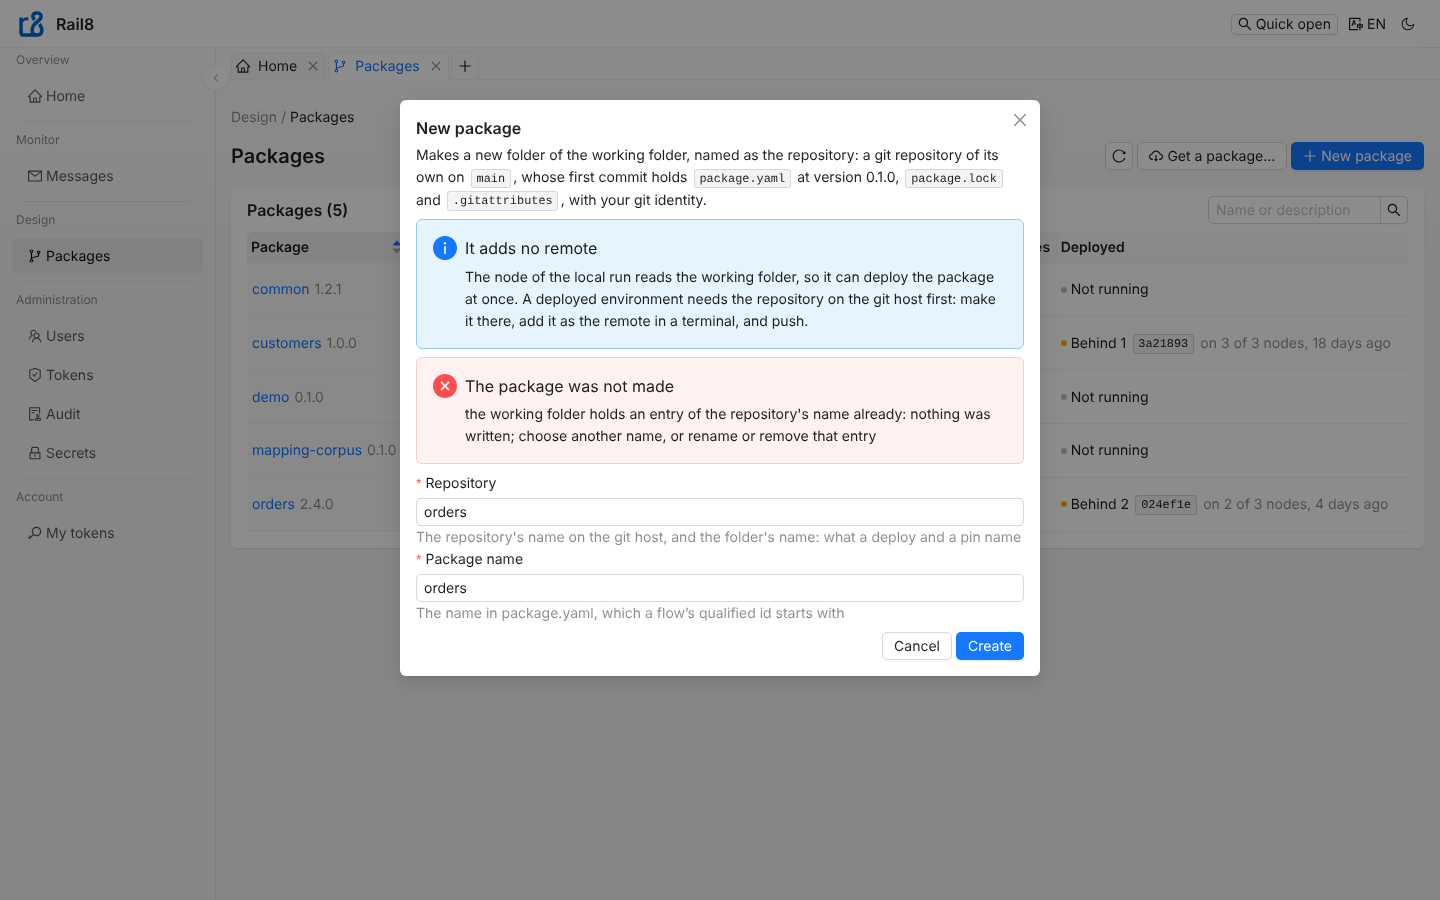 Rail8
Quick open
EN
Overview
Home
Monitor
Messages
Design
Packages
Administration
Users
Tokens
Audit
Secrets
Account
My tokens
Home
Packages
Design / Packages
Packages
Get a package...
New package
Packages (5)
Name or description
Package
es
Deployed
common 1.2.1
Not running
customers 1.0.0
Behind 1 3a21893 on 3 of 3 nodes, 18 days ago
demo 0.1.0
Not running
mapping-corpus 0.1.0
Not running
orders 2.4.0
Behind 2 024ef1e on 2 of 3 nodes, 4 days ago
New package
Makes a new folder of the working folder, named as the repository: a git repository of its
own on main, whose first commit holds package.yaml at version 0.1.0, package.lock
and .gitattributes, with your git identity.
It adds no remote
The node of the local run reads the working folder, so it can deploy the package
at once. A deployed environment needs the repository on the git host first: make
it there, add it as the remote in a terminal, and push.
The package was not made
the working folder holds an entry of the repository's name already: nothing was
written; choose another name, or rename or remove that entry
* Repository
orders
The repository's name on the git host, and the folder's name: what a deploy and a pin name
* Package name
orders
The name in package.yaml, which a flow’s qualified id starts with
Cancel
Create